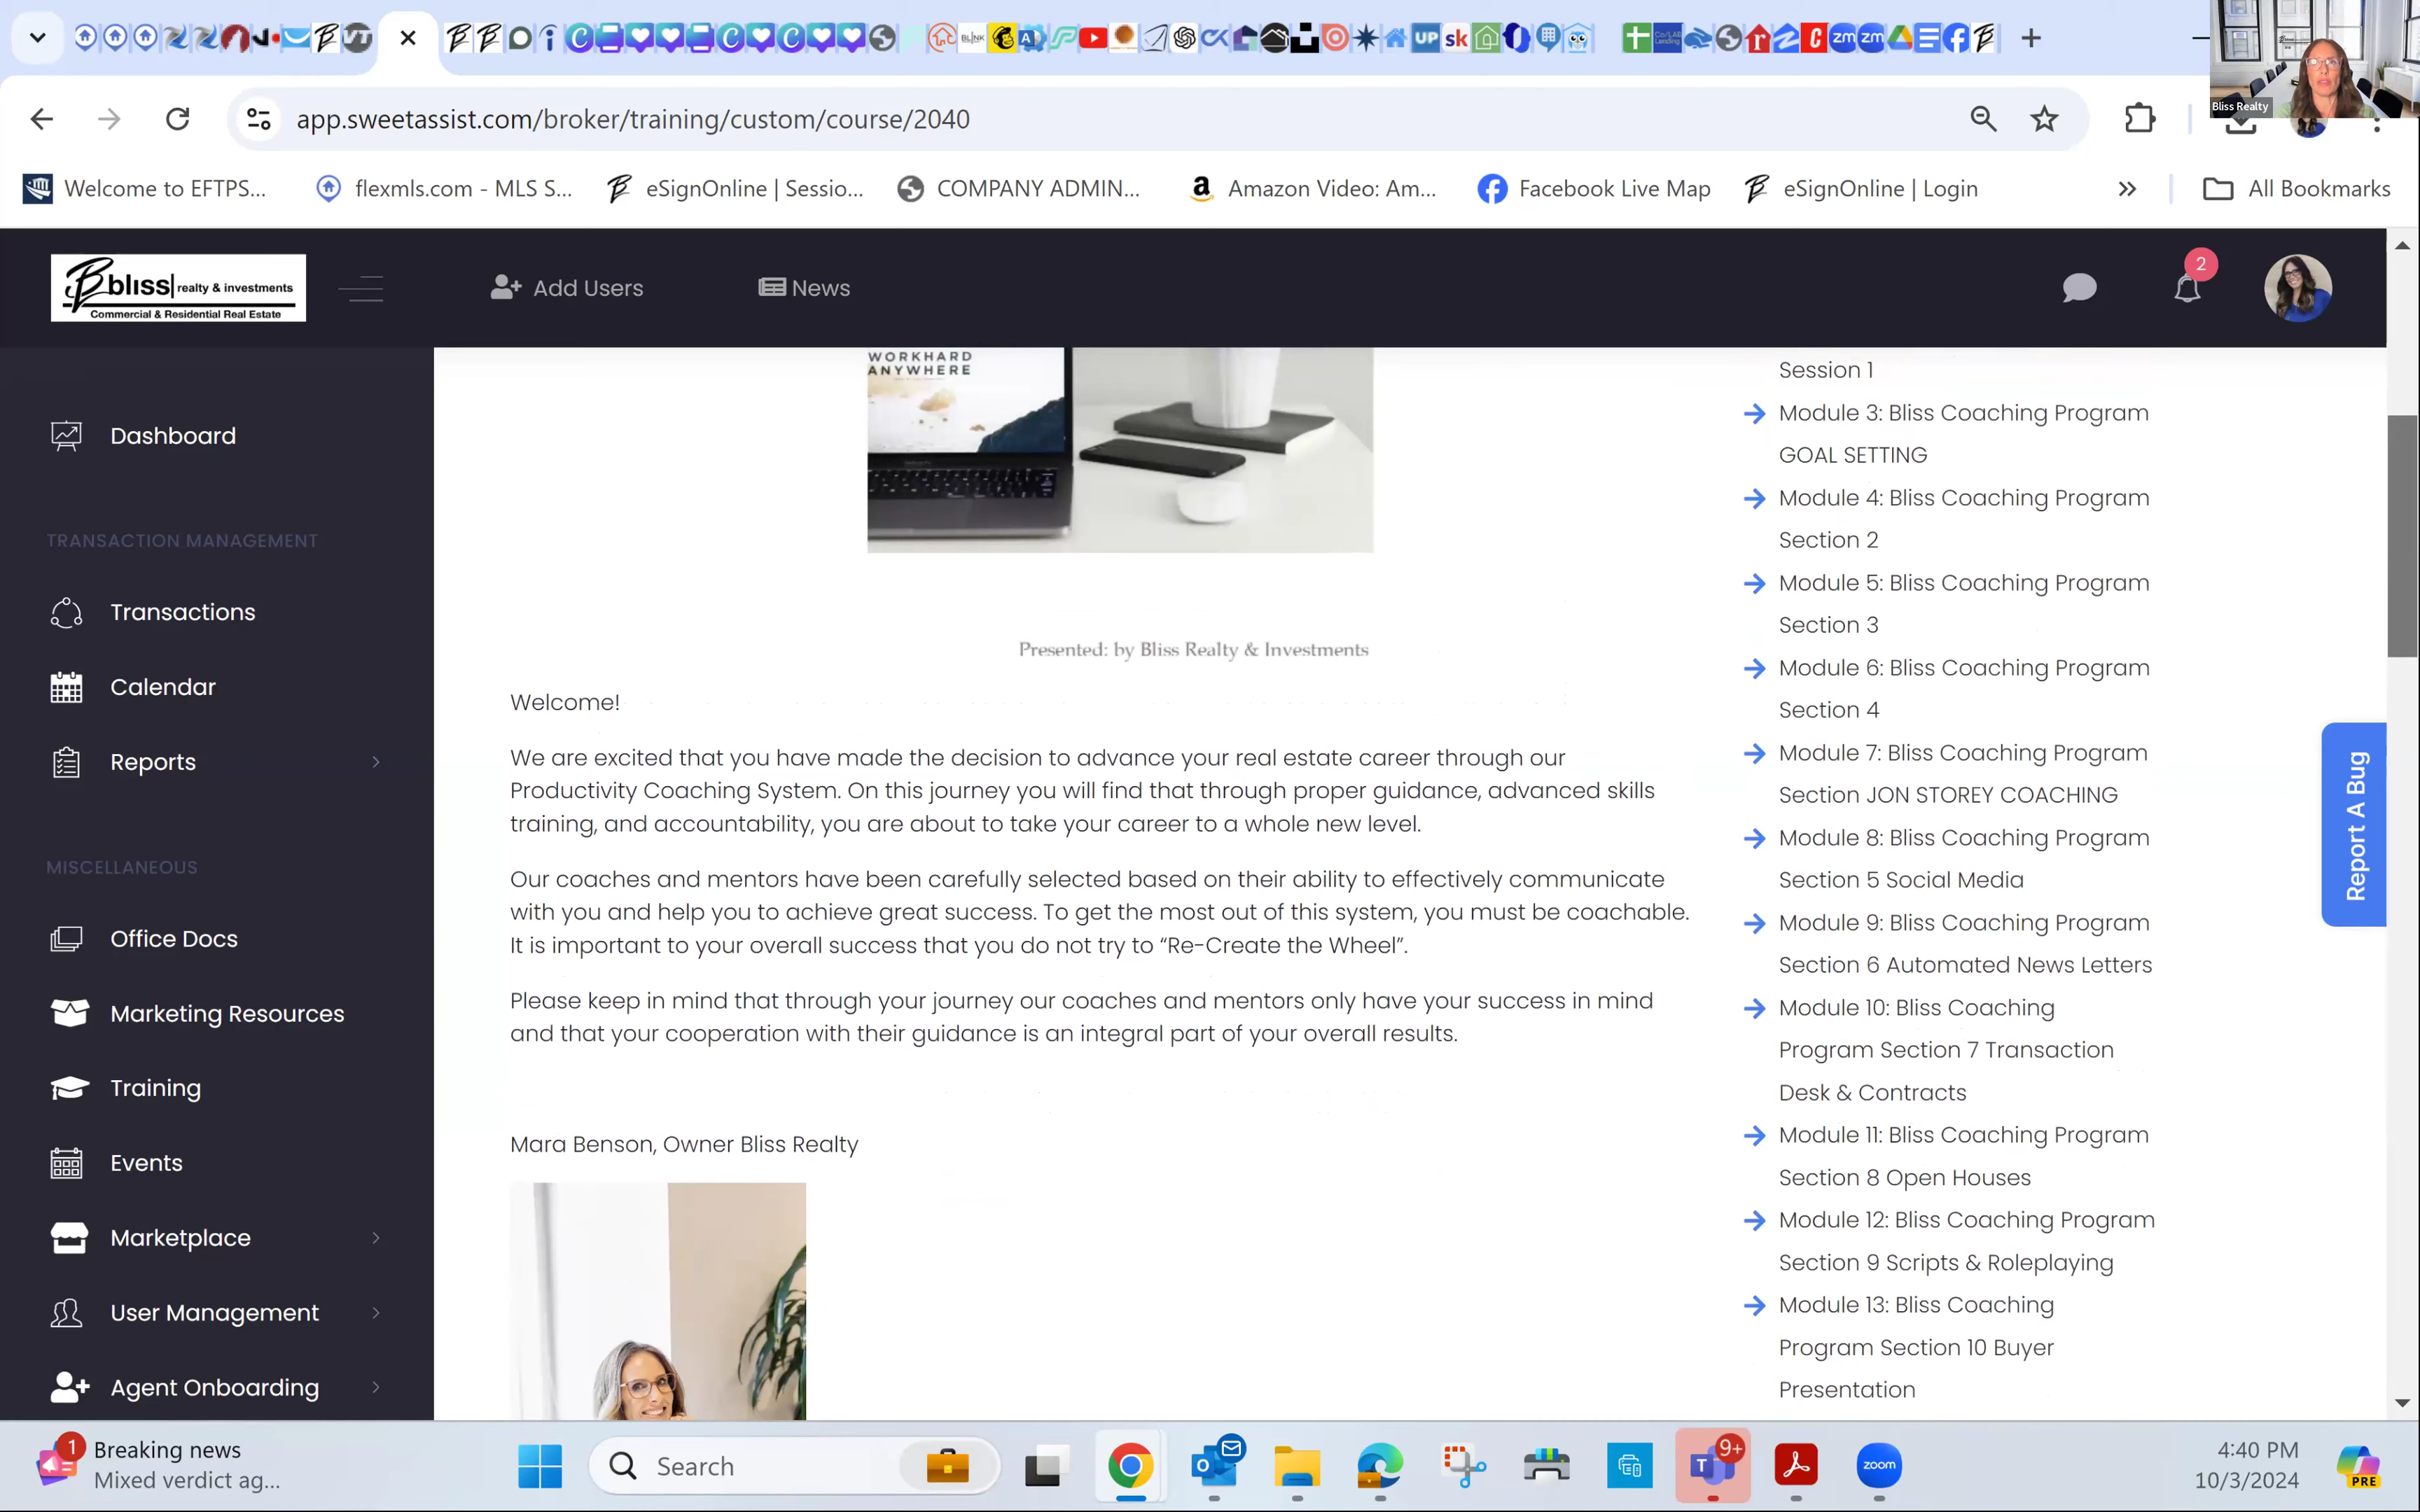 app.sweetassist.com/broker/training/custom/course/2040
Bliss Realty
Welcome to EFTPS...
flexmls.com - MLS S...
eSignOnline | Sessio...
COMPANY ADMIN...
Amazon Video: Am...
Facebook Live Map
eSignOnline | Login
All Bookmarks
bliss realty & investments
Commercial & Residential Real Estate
Add Users
News
2
Dashboard
TRANSACTION MANAGEMENT
Transactions
Calendar
Reports
MISCELLANEOUS
Office Docs
Marketing Resources
Training
Events
Marketplace
User Management
Agent Onboarding
WORKHARD
ANYWHERE
Presented: by Bliss Realty & Investments
Welcome!
We are excited that you have made the decision to advance your real estate career through our
Productivity Coaching System. On this journey you will find that through proper guidance, advanced skills
training, and accountability, you are about to take your career to a whole new level.
Our coaches and mentors have been carefully selected based on their ability to effectively communicate
with you and help you to achieve great success. To get the most out of this system, you must be coachable.
It is important to your overall success that you do not try to “Re-Create the Wheel”.
Please keep in mind that through your journey our coaches and mentors only have your success in mind
and that your cooperation with their guidance is an integral part of your overall results.
Mara Benson, Owner Bliss Realty
Session 1
Module 3: Bliss Coaching Program
GOAL SETTING
Module 4: Bliss Coaching Program
Section 2
Module 5: Bliss Coaching Program
Section 3
Module 6: Bliss Coaching Program
Section 4
Module 7: Bliss Coaching Program
Section JON STOREY COACHING
Module 8: Bliss Coaching Program
Section 5 Social Media
Module 9: Bliss Coaching Program
Section 6 Automated News Letters
Module 10: Bliss Coaching
Program Section 7 Transaction
Desk & Contracts
Module 11: Bliss Coaching Program
Section 8 Open Houses
Module 12: Bliss Coaching Program
Section 9 Scripts & Roleplaying
Module 13: Bliss Coaching
Program Section 10 Buyer
Presentation
Report A Bug
1
Breaking news
Mixed verdict ag...
Search
9+
zoom
4:40 PM
10/3/2024
PRE